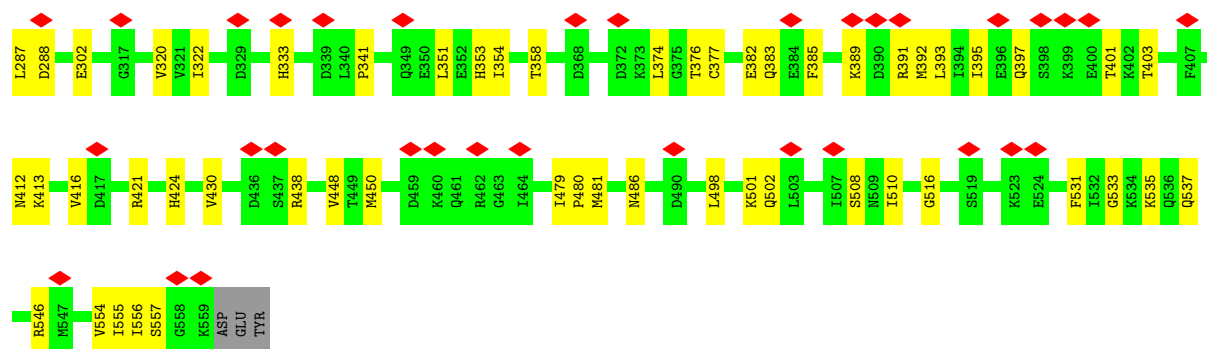 L287 D288 E302 G317 V320 V321 I322 D329 H333 D339 L340 P341 Q349 E350 L351 E352 H353 I354 T358 D368 D372 K373 L374 G375 T376 C377 E382 Q383 E384 F385 K389 D390 R391 M392 L393 I394 I395 E396 Q397 S398 K399 E400 T401 K402 T403 F407
N412 K413 V416 D417 R421 H424 V430 D436 S437 R438 V448 T449 M450 D459 K460 Q461 R462 G463 I464 I479 P480 M481 N486 D490 L498 K501 Q502 L503 I507 S508 N509 I510 G516 S519 K523 E524 F531 I532 G533 K534 K535 Q536 Q537
R546 M547 V554 I555 I556 S557 G558 K559 ASP GLU TYR